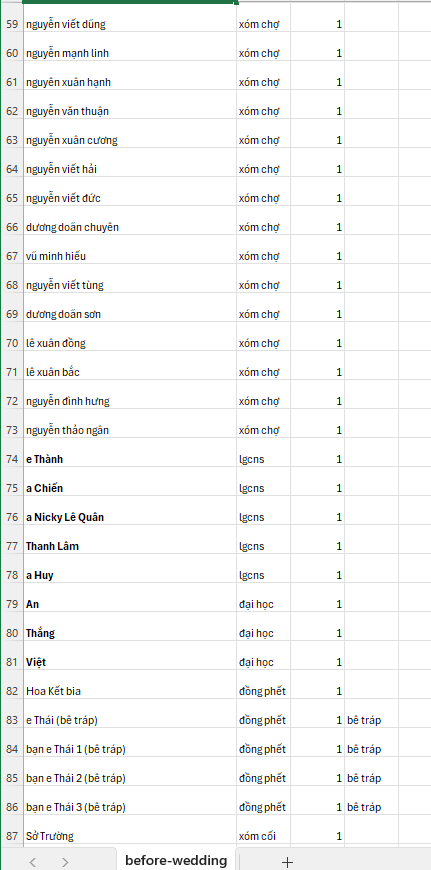 59 nguyễn viết dũng xóm chợ 1
60 nguyễn mạnh linh xóm chợ 1
61 nguyên xuân hạnh xóm chợ 1
62 nguyễn văn thuận xóm chợ 1
63 nguyễn xuân cương xóm chợ 1
64 nguyễn viết hải xóm chợ 1
65 nguyễn viết đức xóm chợ 1
66 dương doãn chuyên xóm chợ 1
67 vũ minh hiếu xóm chợ 1
68 nguyễn viết tùng xóm chợ 1
69 dương doãn sơn xóm chợ 1
70 lê xuân đồng xóm chợ 1
71 lê xuân bắc xóm chợ 1
72 nguyễn đình hưng xóm chợ 1
73 nguyễn thảo ngân xóm chợ 1
74 e Thành lgcns 1
75 a Chiến lgcns 1
76 a Nicky Lê Quân lgcns 1
77 Thanh Lâm lgcns 1
78 a Huy lgcns 1
79 An đại học 1
80 Thắng đại học 1
81 Việt đại học 1
82 Hoa Kết bia đồng phết 1
83 e Thái (bê tráp) đồng phết 1 bê tráp
84 bạn e Thái 1 (bê tráp) đồng phết 1 bê tráp
85 bạn e Thái 2 (bê tráp) đồng phết 1 bê tráp
86 bạn e Thái 3 (bê tráp) đồng phết 1 bê tráp
87 Sở Trường xóm cối 1
before-wedding